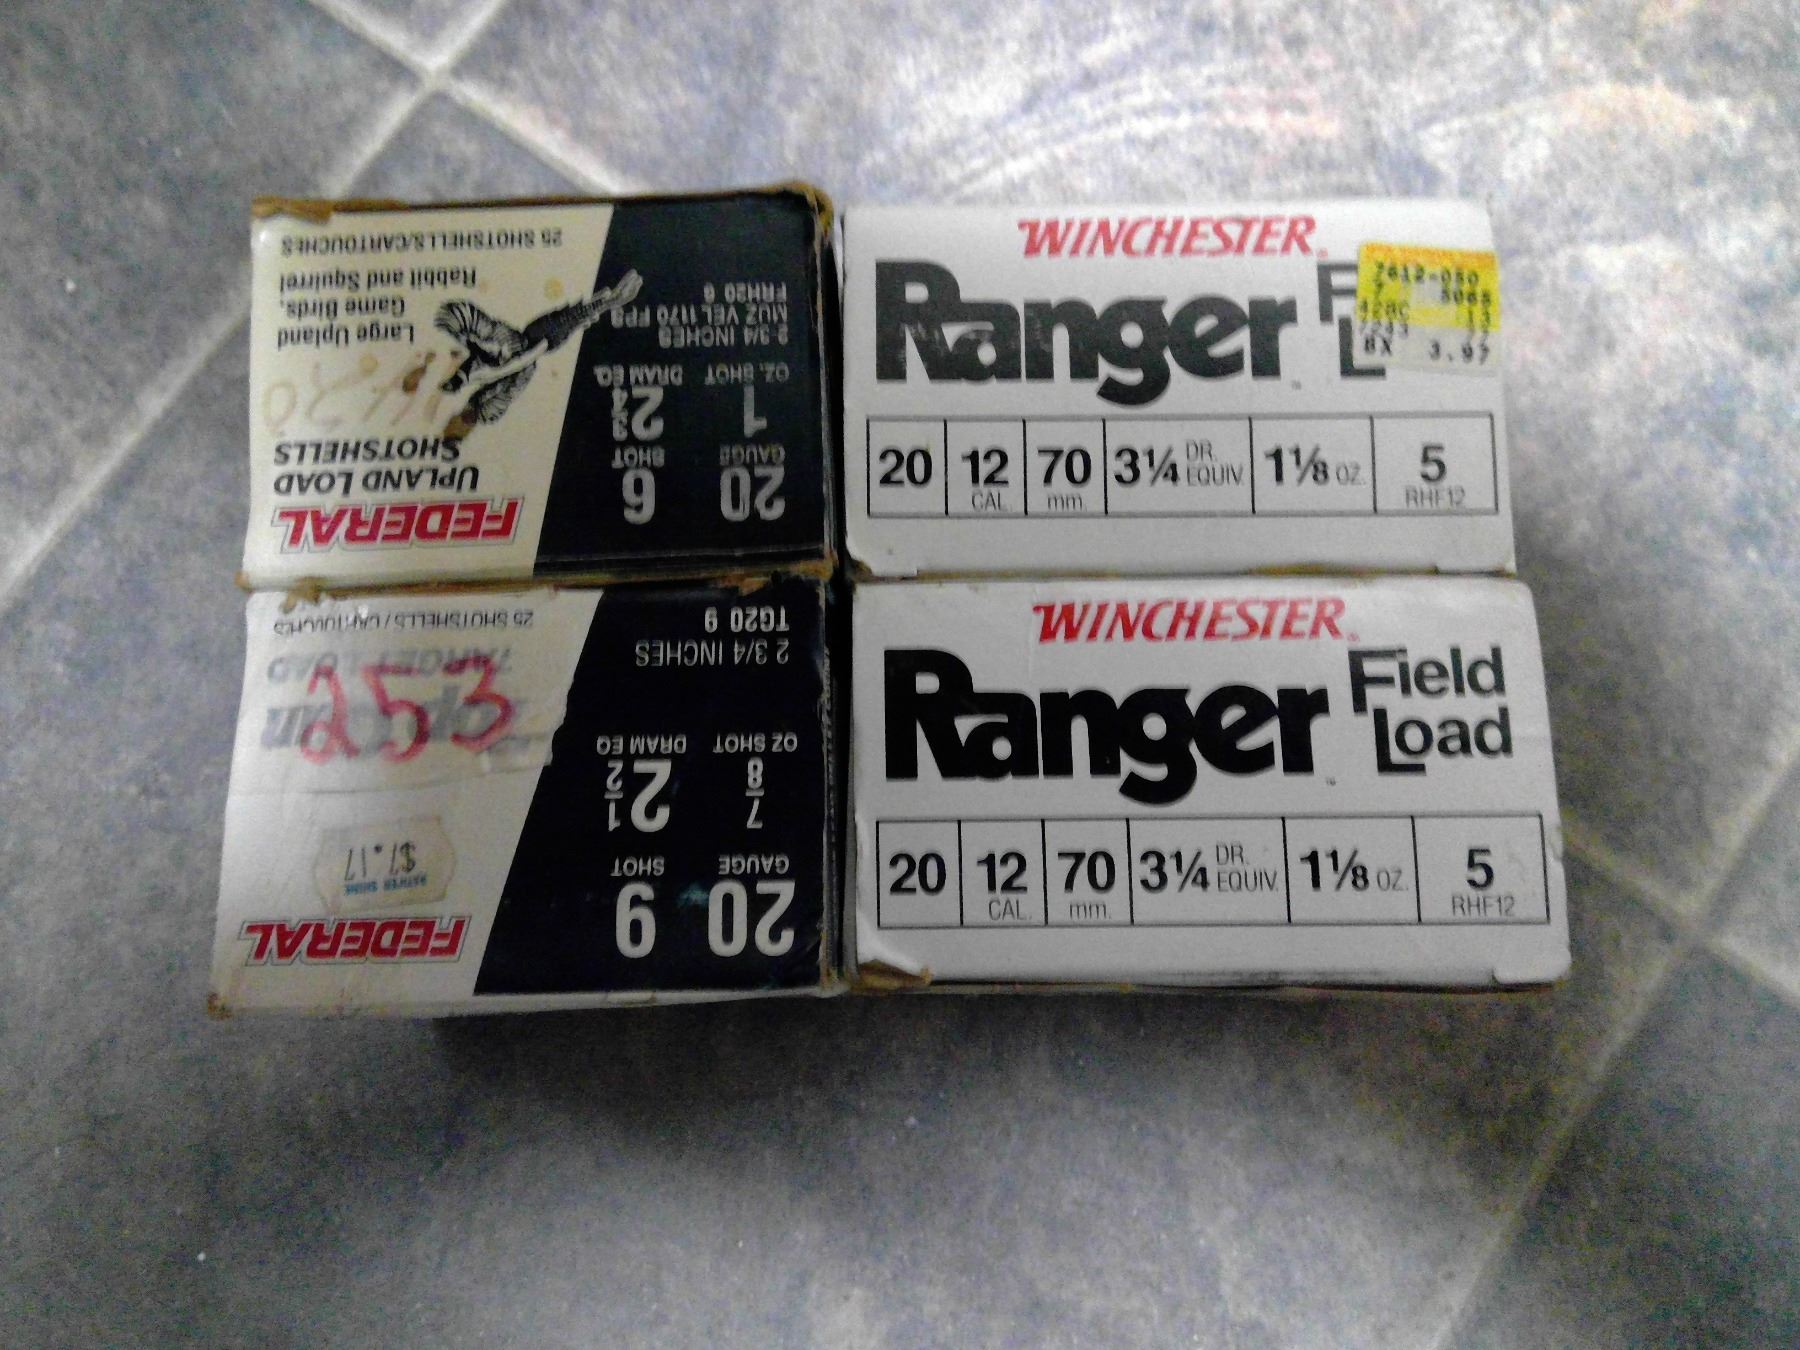 FEDERAL
UPLAND LOAD
SHOTSHELLS
Large Upland
Game Birds,
Rabbit and Squirrel
25 SHOTSHELLS/CARTOUCHES
20 6
GAUGE SHOT
1 2 3/4
OZ. SHOT DRAM EQ.
2 3/4 INCHES
MUZ VEL 1170 FPS
FRH20 6
WINCHESTER
Ranger
7612-050
3.97
20 12 CAL. 70 mm. 3 1/4 DR. EQUIV. 1 1/8 OZ. 5 RHF12
FEDERAL
$7.17
253
TARGET LOAD
25 SHOTSHELLS / CARTOUCHES
20 9
GAUGE SHOT
7/8 2 1/2
OZ SHOT DRAM EQ
2 3/4 INCHES
TG20 9
WINCHESTER
Ranger Field Load
20 12 CAL. 70 mm. 3 1/4 DR. EQUIV. 1 1/8 OZ. 5 RHF12